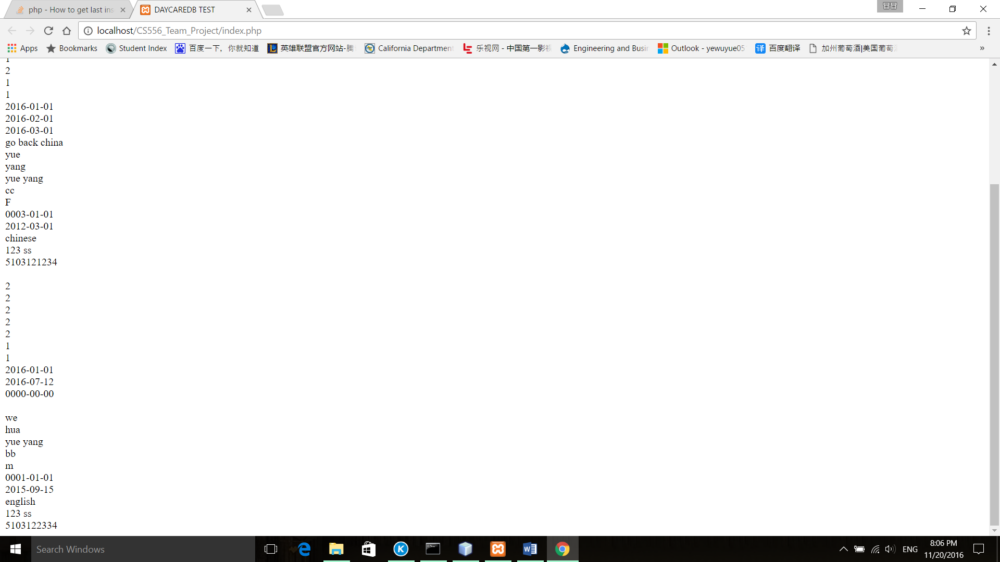 php - How to get last ins
DAYCAREDB TEST
冒冒
localhost/CS556_Team_Project/index.php
Apps
Bookmarks
Student Index
百度一下，你就知道
英雄联盟官方网站-腾
California Department
乐视网 - 中国第一影视
Engineering and Busin
Outlook - yewuyue05
译 百度翻译
加州葡萄酒|美国葡萄酒
»
1
2
1
1
2016-01-01
2016-02-01
2016-03-01
go back china
yue
yang
yue yang
cc
F
0003-01-01
2012-03-01
chinese
123 ss
5103121234
2
2
2
2
2
1
1
2016-01-01
2016-07-12
0000-00-00
we
hua
yue yang
bb
m
0001-01-01
2015-09-15
english
123 ss
5103122334
Search Windows
ENG
8:06 PM
11/20/2016